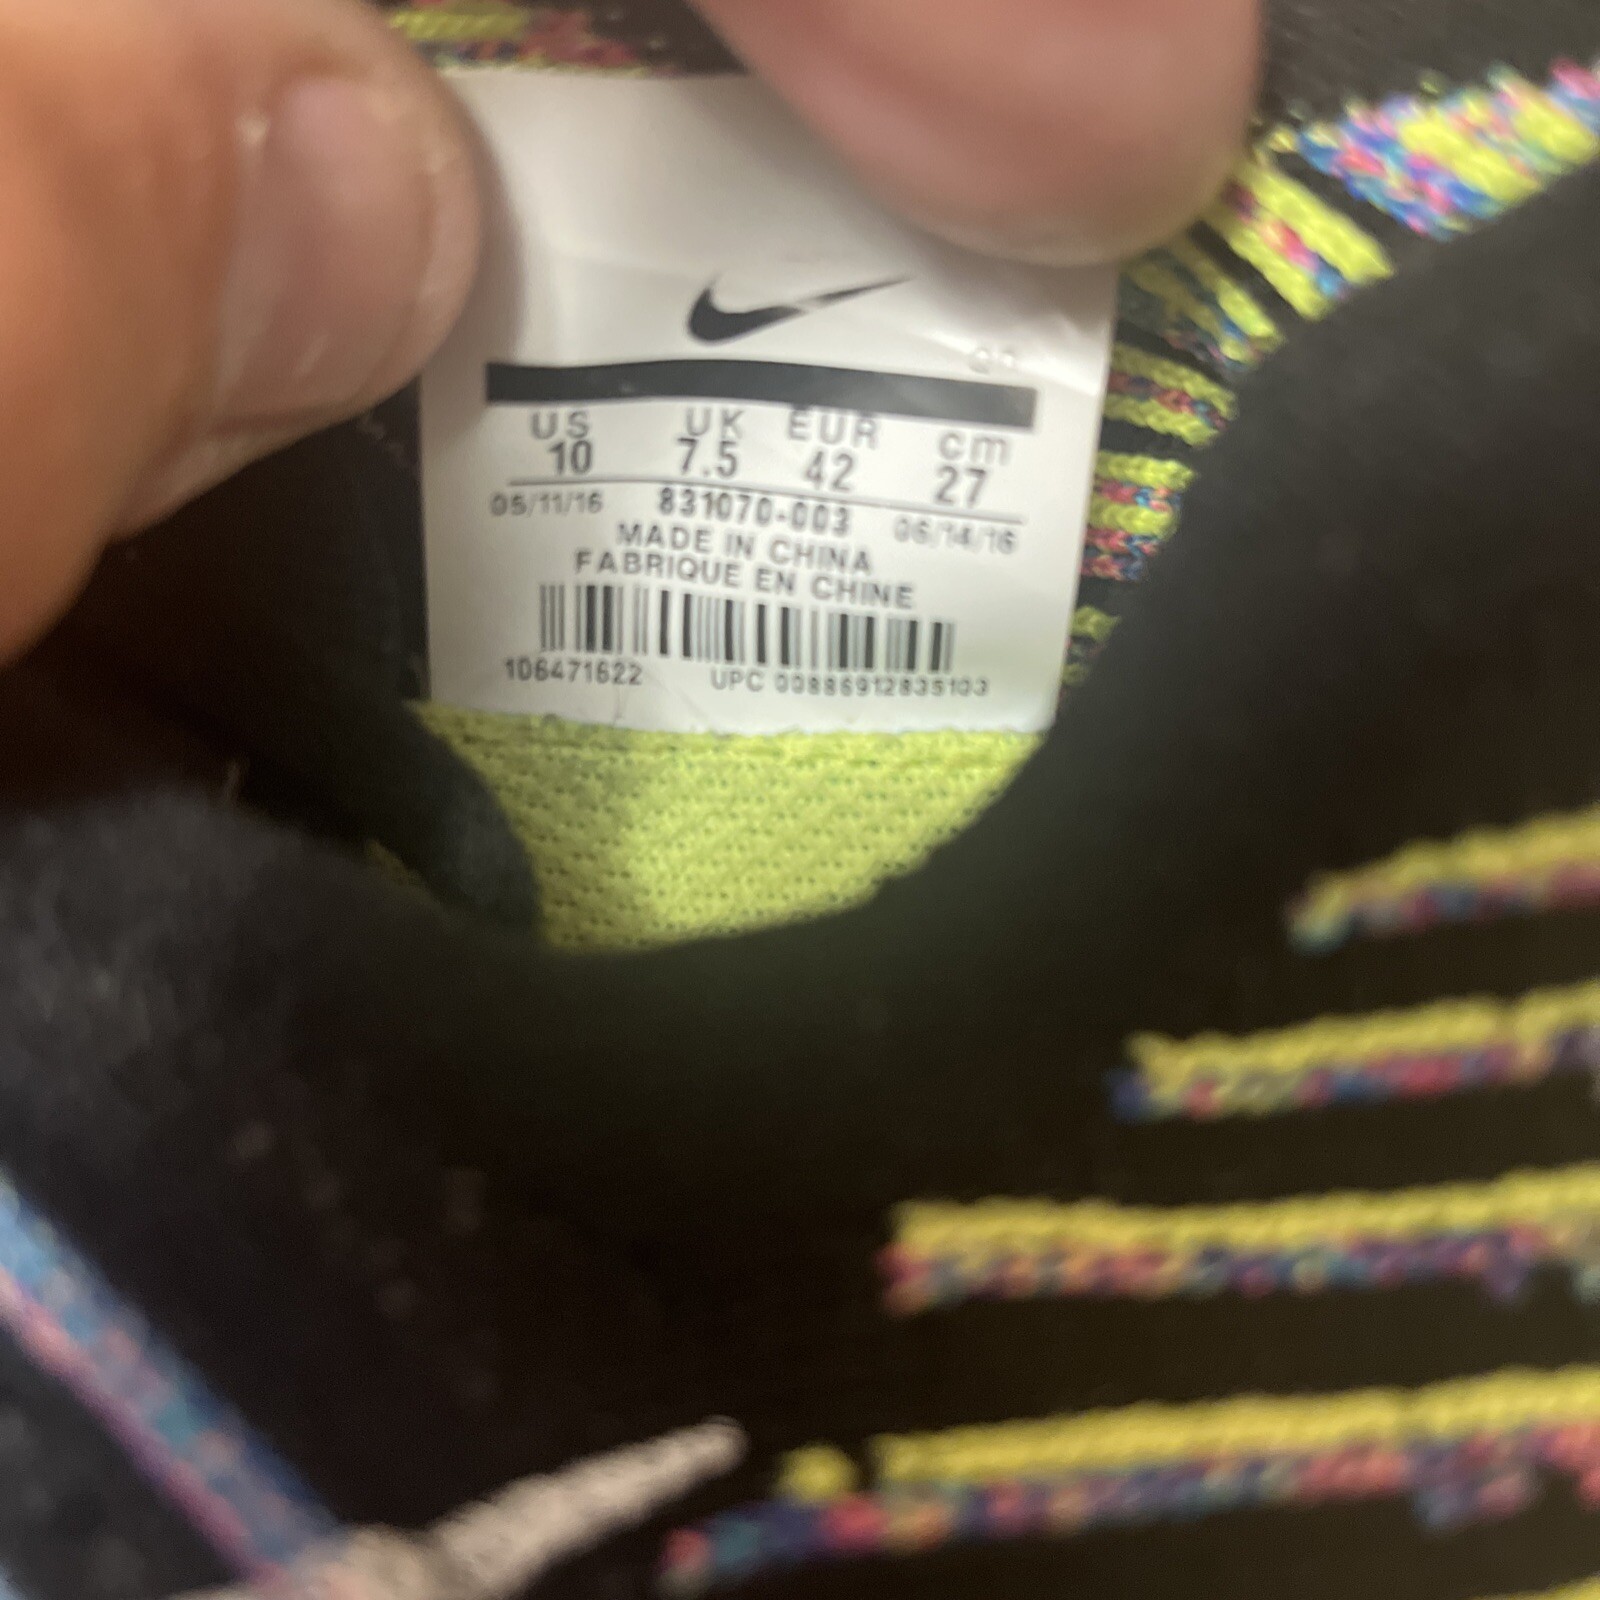 US UK EUR cm
10 7.5 42 27
05/11/16 831070-003 06/14/16
MADE IN CHINA
FABRIQUE EN CHINE
106471622 UPC 00886912835103